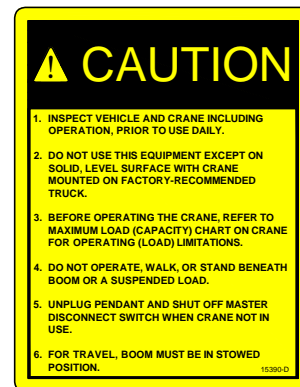 CAUTION
1. INSPECT VEHICLE AND CRANE INCLUDING
OPERATION, PRIOR TO USE DAILY.
2. DO NOT USE THIS EQUIPMENT EXCEPT ON
SOLID, LEVEL SURFACE WITH CRANE
MOUNTED ON FACTORY-RECOMMENDED
TRUCK.
3. BEFORE OPERATING THE CRANE, REFER TO
MAXIMUM LOAD (CAPACITY) CHART ON CRANE
FOR OPERATING (LOAD) LIMITATIONS.
4. DO NOT OPERATE, WALK, OR STAND BENEATH
BOOM OR A SUSPENDED LOAD.
5. UNPLUG PENDANT AND SHUT OFF MASTER
DISCONNECT SWITCH WHEN CRANE NOT IN
USE.
6. FOR TRAVEL, BOOM MUST BE IN STOWED
POSITION. 15390-D